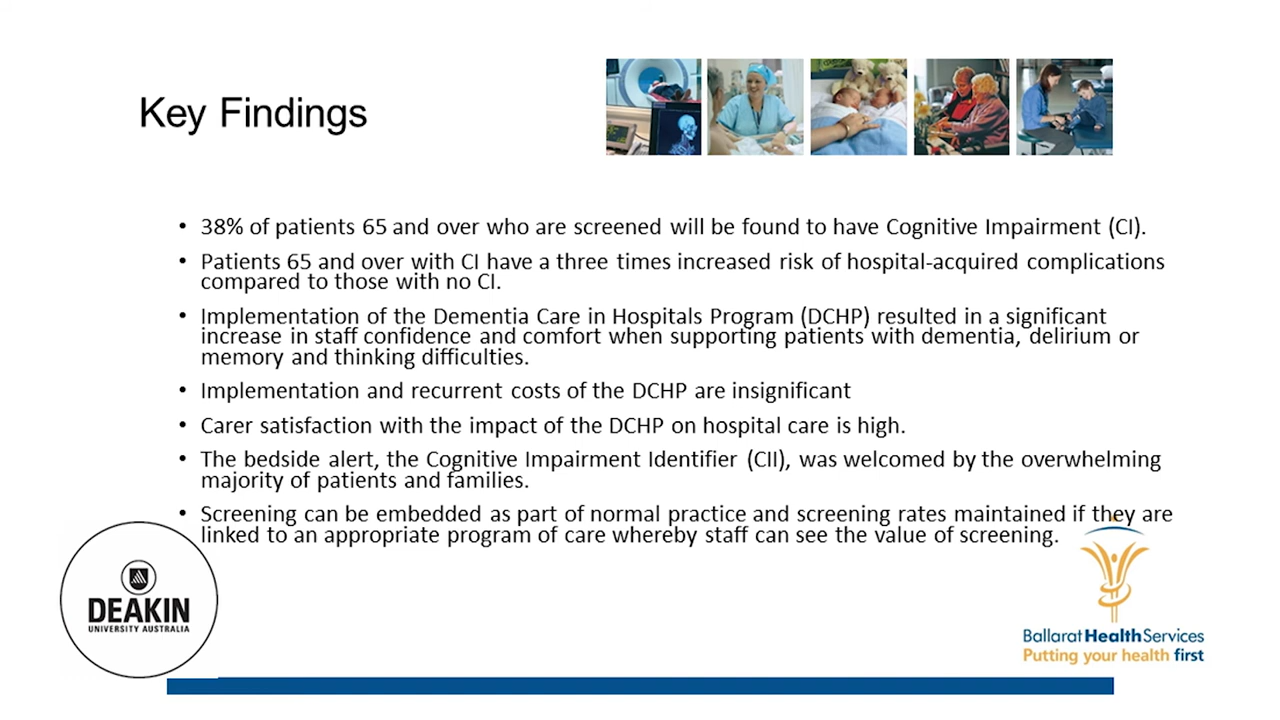 Key Findings
• 38% of patients 65 and over who are screened will be found to have Cognitive Impairment (CI).
• Patients 65 and over with CI have a three times increased risk of hospital-acquired complications
compared to those with no CI.
• Implementation of the Dementia Care in Hospitals Program (DCHP) resulted in a significant
increase in staff confidence and comfort when supporting patients with dementia, delirium or
memory and thinking difficulties.
• Implementation and recurrent costs of the DCHP are insignificant
• Carer satisfaction with the impact of the DCHP on hospital care is high.
• The bedside alert, the Cognitive Impairment Identifier (CII), was welcomed by the overwhelming
majority of patients and families.
• Screening can be embedded as part of normal practice and screening rates maintained if they are
linked to an appropriate program of care whereby staff can see the value of screening.
DEAKIN
UNIVERSITY AUSTRALIA
Ballarat Health Services
Putting your health first